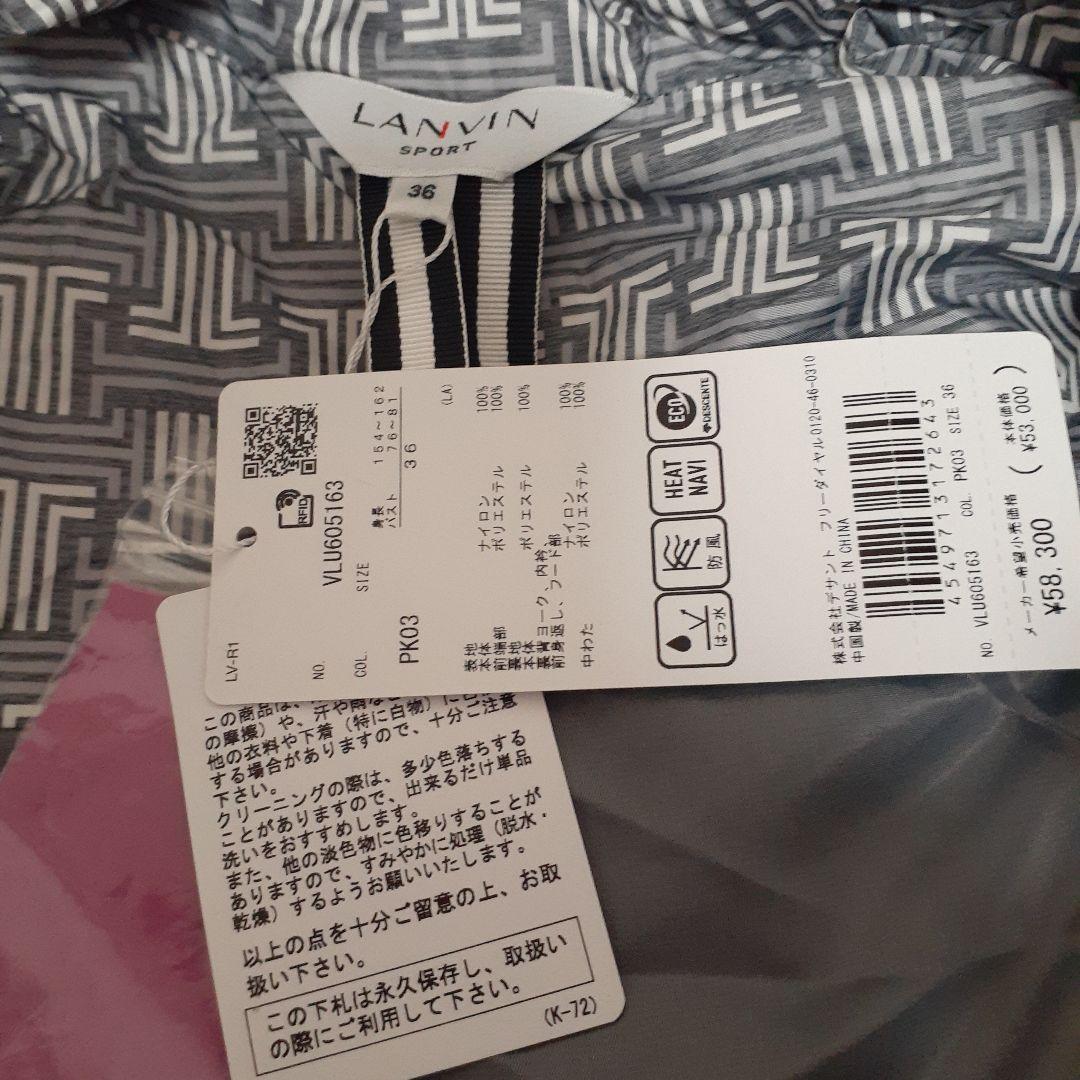 LANVIN
SPORT
36
LV-R1
RFID
NO. VLU605163
SIZE
身長 154~162
バスト 76~81
36
COL. PK03
(LA)
表地
本体 ナイロン 100%
前端部 ポリエステル 100%
裏地
本体 ポリエステル 100%
裏背ヨーク、内衿、
前身返し、フード部
ナイロン 100%
中わた ポリエステル 100%
ECO
DESCENTE
HEAT
NAVI
防風
はっ水
株式会社デサント フリーダイヤル0120-46-0310
中国製/MADE IN CHINA
4549713172643
NO. VLU605163 COL. PK03 SIZE 36
メーカー希望小売価格 (本体価格
¥58,300 ¥53,000)
この商品は、
の摩擦)や、汗や雨な
他の衣料や下着(特に白物)に
する場合がありますので、十分ご注意
下さい。
クリーニングの際は、多少色落ちする
ことがありますので、出来るだけ単品
洗いをおすすめします。
また、他の淡色物に色移りすることが
ありますので、すみやかに処理(脱水・
乾燥)するようお願いいたします。
以上の点を十分ご留意の上、お取
扱い下さい。
この下札は永久保存し、取扱い
の際にご利用して下さい。
(K-72)